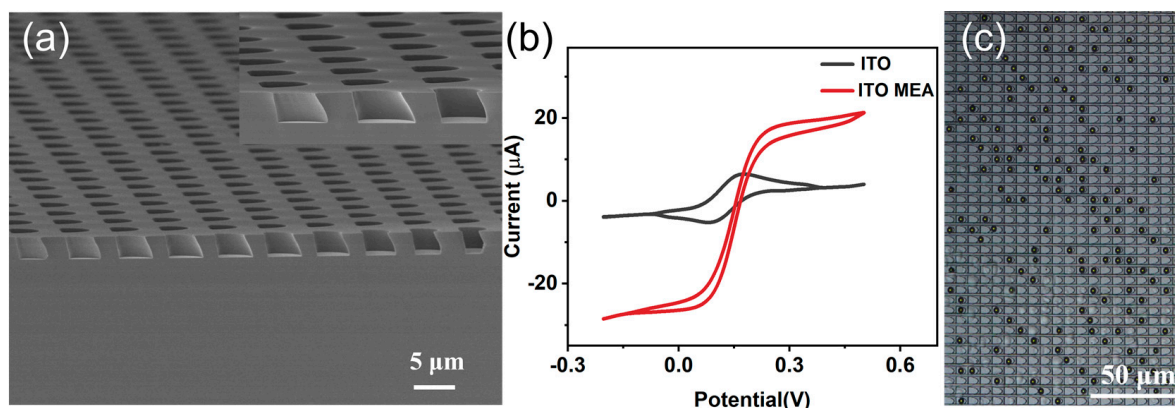 (a)
5 μm
(b)
ITO
ITO MEA
Current (μA)
20
0
-20
-0.3
0.0
0.3
0.6
Potential(V)
(c)
50 μm